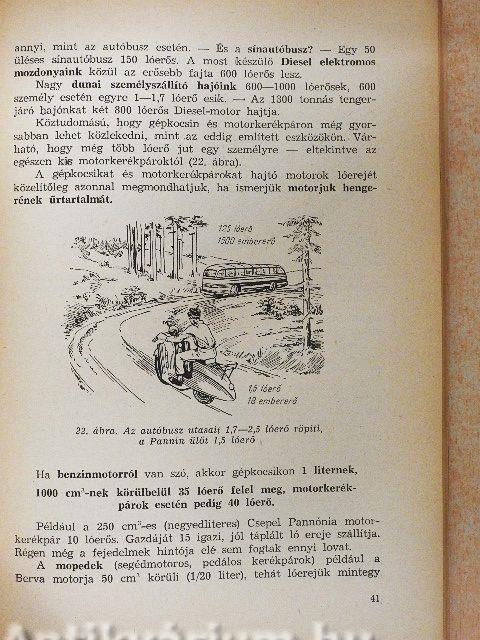 annyi, mint az autóbusz esetén. — És a sínautóbusz? — Egy 50
üléses sínautóbusz 150 lóerős. A most készülő Diesel elektromos
mozdonyaink közül az erősebb fajta 600 lóerős lesz.
Nagy dunai személyszállító hajóink 600—1000 lóerősek, 600
személy esetén egyre 1—1,7 lóerő esik. — Az 1300 tonnás tenger-
járó hajónkat két 800 lóerős Diesel-motor hajtja.
Köztudomású, hogy gépkocsin és motorkerékpáron még gyor-
sabban lehet közlekedni, mint az eddig említett eszközökön. Vár-
ható, hogy még több lóerő jut egy személyre — eltekintve az
egészen kis motorkerékpároktól (22. ábra).
A gépkocsikat és motorkerékpárokat hajtó motorok lóerejét
közelítőleg azonnal megmondhatjuk, ha ismerjük motorjuk henge-
rének űrtartalmát.
125 lóerő
1500 embererő
1,5 lóerő
18 embererő
22. ábra. Az autóbusz utasait 1,7—2,5 lóerő röpíti,
a Pannin ülőt 1,5 lóerő
Ha benzinmotorról van szó, akkor gépkocsikon 1 liternek,
1000 cm³-nek körülbelül 35 lóerő felel meg, motorkerék-
párok esetén pedig 40 lóerő.
Például a 250 cm³-es (negyedliteres) Csepel Pannónia motor-
kerékpár 10 lóerős. Gazdáját 15 igazi, jól táplált ló ereje szállítja.
Régen még a fejedelmek hintója elé sem fogtak ennyi lovat.
A mopedek (segédmotoros, pedálos kerékpárok) például a
Berva motorja 50 cm³ körüli (1/20 liter), tehát lóerejük mintegy
41
Antikvárium.hu